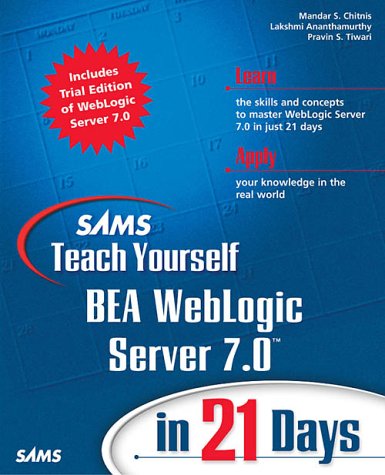 Mandar S. Chitnis
Lakshmi Ananthamurthy
Pravin S. Tiwari
Includes
Trial Edition
of WebLogic
Server 7.0
Learn
the skills and concepts
to master WebLogic Server
7.0 in just 21 days
Apply
your knowledge in the
real world
SAMS
Teach Yourself
BEA WebLogic
Server 7.0™
in 21 Days
SAMS